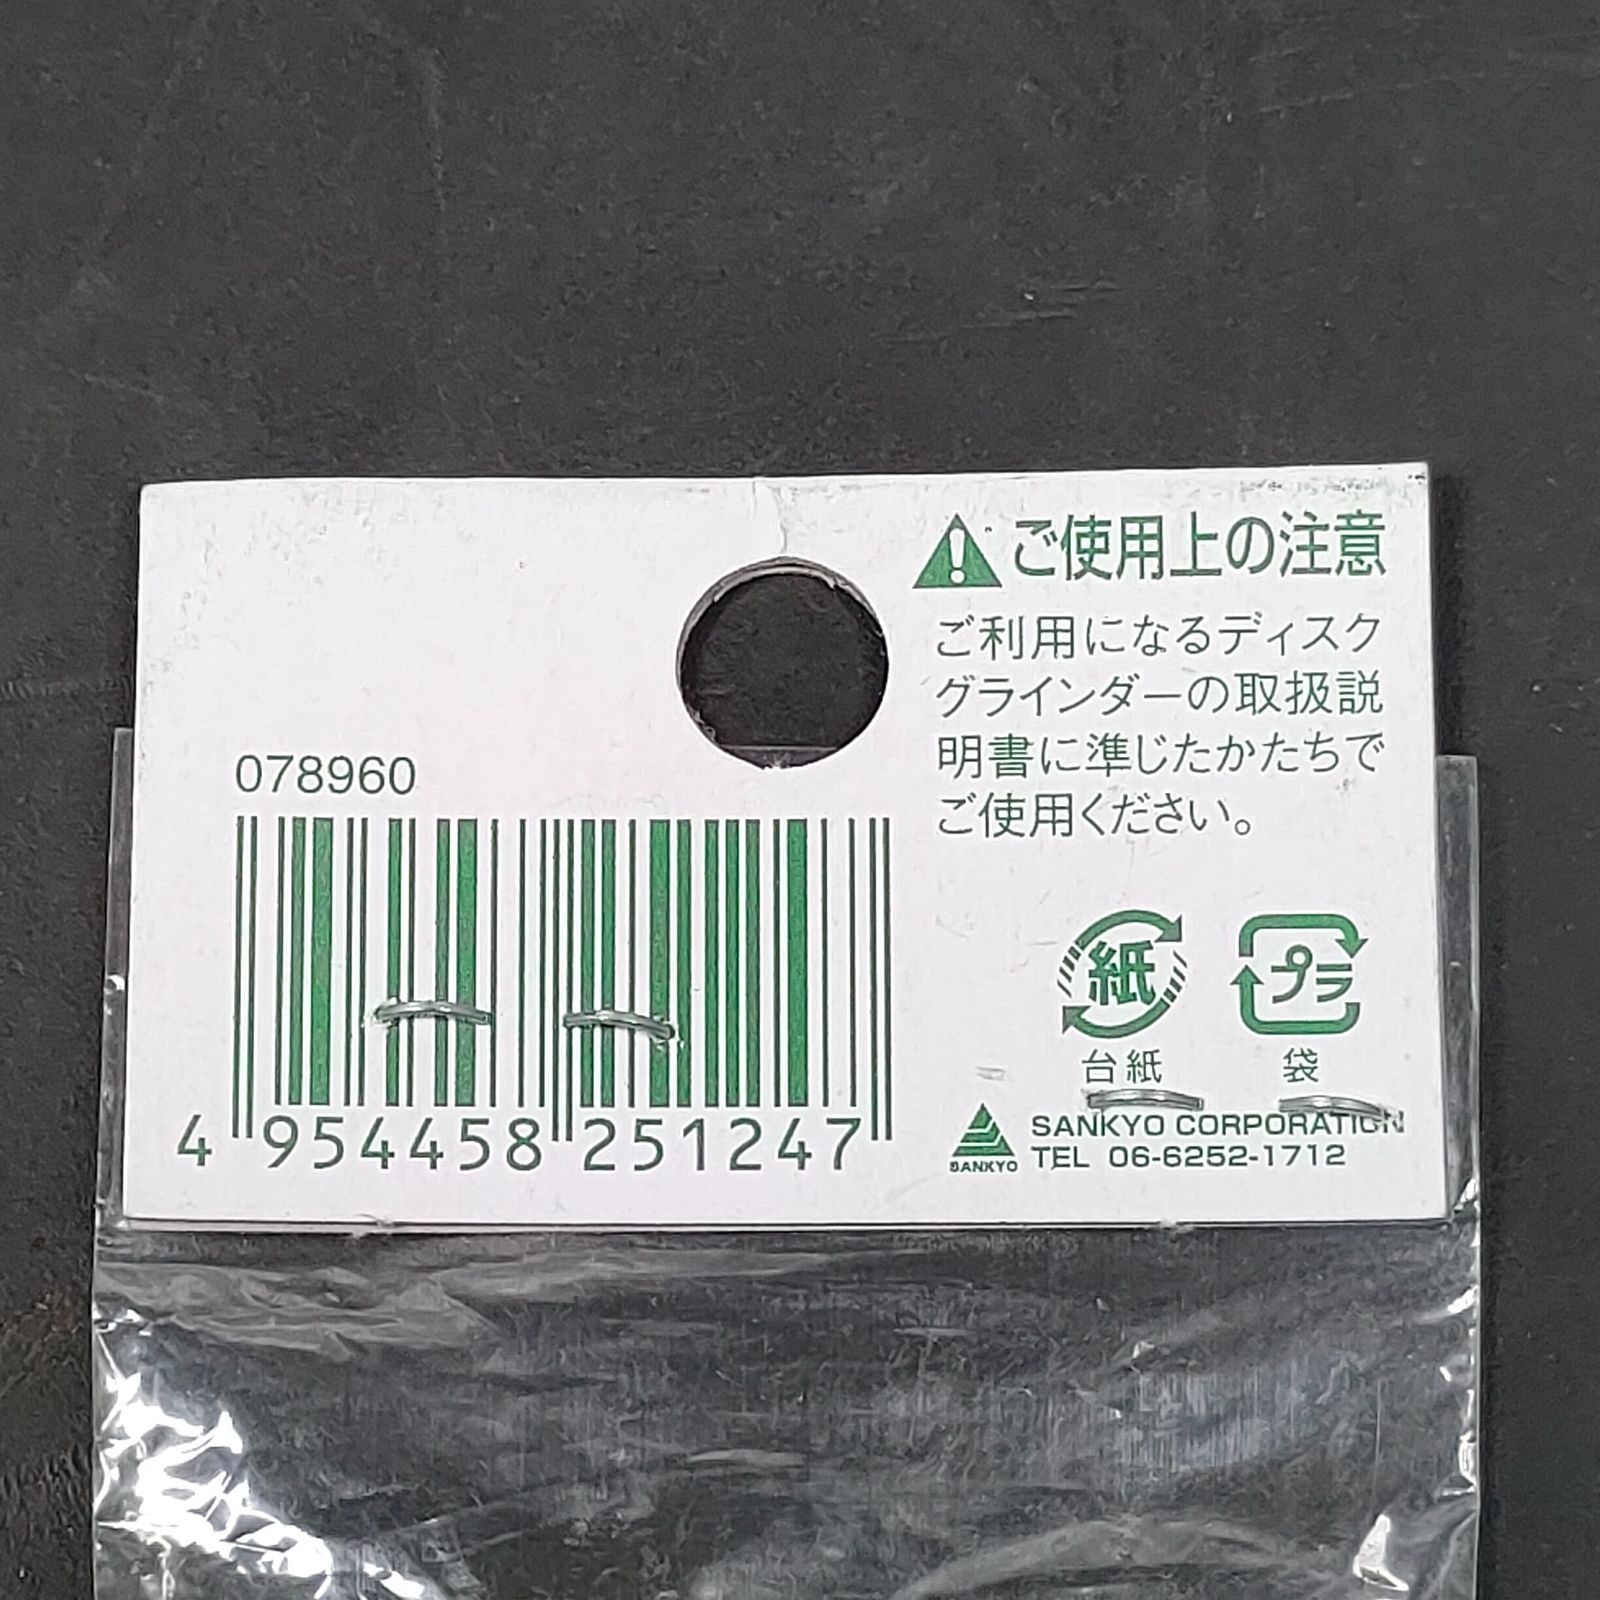 ご使用上の注意
ご利用になるディスク
グラインダーの取扱説
明書に準じたかたちで
ご使用ください。
078960
4 954458 251247
紙
プラ
台紙
袋
SANKYO
SANKYO CORPORATION
TEL 06-6252-1712